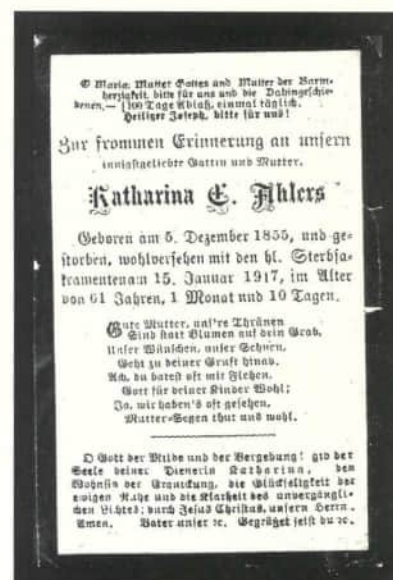 O Maria, Mutter Gottes und Mutter der Barm-
herzigkeit, bitte für uns und die Dahingeschie-
denen. — 100 Tage Ablaß, einmal täglich.
Heiliger Joseph, bitte für uns!
Zur frommen Erinnerung an unsern
innigstgeliebte Gattin und Mutter.
Katharina E. Ahlers
Geboren am 5. Dezember 1855, und ge-
storben, wohlversehen mit den hl. Sterbsa-
kramenten am 15. Januar 1917, im Alter
von 61 Jahren, 1 Monat und 10 Tagen.
Gute Mutter, uns're Thränen
Sind statt Blumen auf dein Grab,
Unser Wünschen, unser Sehnen,
Geht zu deiner Gruft hinab.
Ach, du batest oft mit Flehen.
Gott für deiner Kinder Wohl;
Ja, wir haben's oft gesehen,
Mutter-Segen thut uns wohl.
O Gott der Milde und der Vergebung! gib der
Seele deiner Dienerin Katharina, den
Wohnsitz der Erquickung, die Glückseligkeit der
ewigen Ruhe und die Klarheit des unvergängli-
chen Lichtes; durch Jesus Christus, unsern Herrn.
Amen. Vater unser ꝛc. Gegrüßet seist du ꝛc.